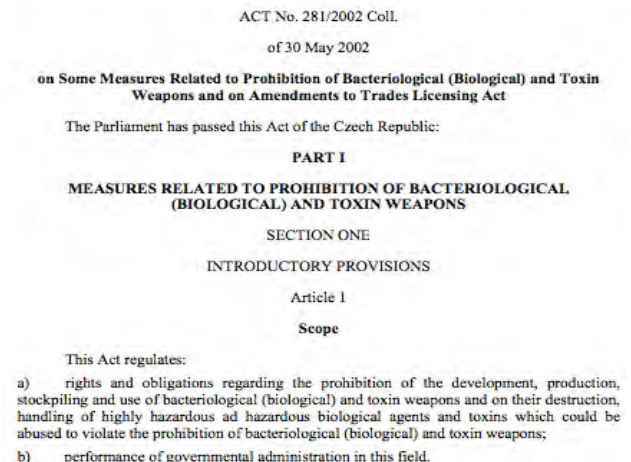 ACT No. 281/2002 Coll.
of 30 May 2002
on Some Measures Related to Prohibition of Bacteriological (Biological) and Toxin
Weapons and on Amendments to Trades Licensing Act
The Parliament has passed this Act of the Czech Republic:
PART I
MEASURES RELATED TO PROHIBITION OF BACTERIOLOGICAL
(BIOLOGICAL) AND TOXIN WEAPONS
SECTION ONE
INTRODUCTORY PROVISIONS
Article 1
Scope
This Act regulates:
a) rights and obligations regarding the prohibition of the development, production,
stockpiling and use of bacteriological (biological) and toxin weapons and on their destruction,
handling of highly hazardous ad hazardous biological agents and toxins which could be
abused to violate the prohibition of bacteriological (biological) and toxin weapons;
b) performance of governmental administration in this field.